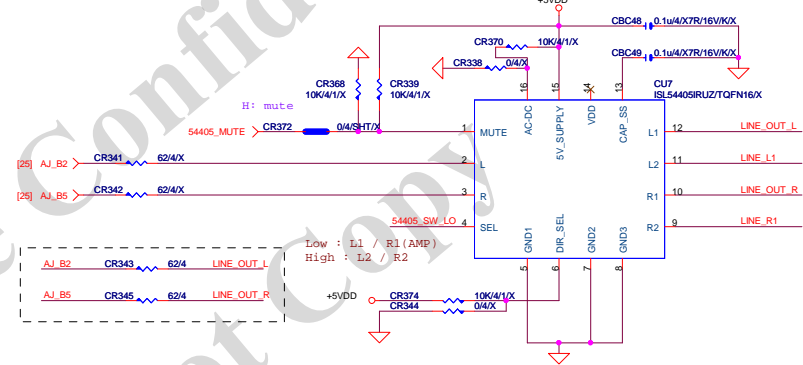 +5VDD
CBC48 0.1u/4/X7R/16V/K/X
CR370 10K/4/1/X
CBC49 0.1u/4/X7R/16V/K/X
CR338 0/4/X
CR368 10K/4/1/X
CR339 10K/4/1/X
CU7
ISL54405IRUZ/TQFN16/X
16 15 14 13
H: mute
54405_MUTE CR372 0/4/SHT/X 1 MUTE
AC-DC
5V_SUPPLY
VDD
CAP_SS
L1 12 LINE_OUT_L
[25] AJ_B2 CR341 62/4/X 2 L
L2 11 LINE_L1
[25] AJ_B5 CR342 62/4/X 3 R
R1 10 LINE_OUT_R
54405_SW_LO 4 SEL
R2 9 LINE_R1
GND1
DIR_SEL
GND2
GND3
5 6 7 8
Low : L1 / R1(AMP)
High : L2 / R2
AJ_B2 CR343 62/4 LINE_OUT_L
AJ_B5 CR345 62/4 LINE_OUT_R
+5VDD CR374 10K/4/1/X
CR344 0/4/X
Confid
Copy
ot